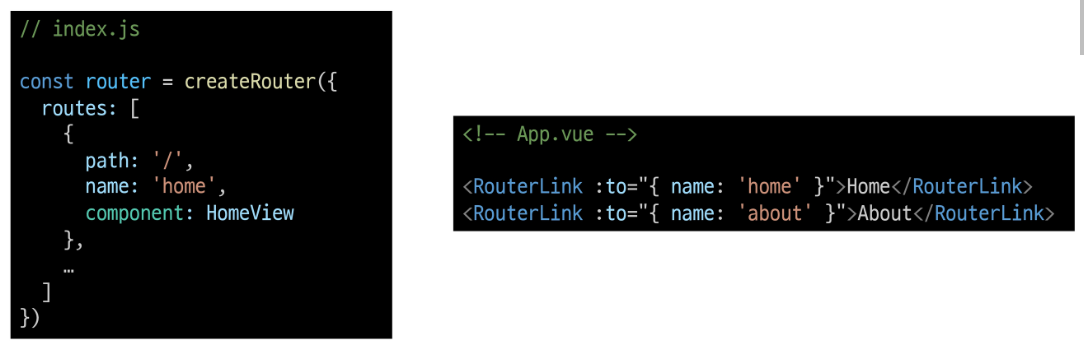 // index.js
const router = createRouter({
  routes: [
    {
      path: '/',
      name: 'home',
      component: HomeView
    },
    …
  ]
})
<!-- App.vue -->
<RouterLink :to="{ name: 'home' }">Home</RouterLink>
<RouterLink :to="{ name: 'about' }">About</RouterLink>